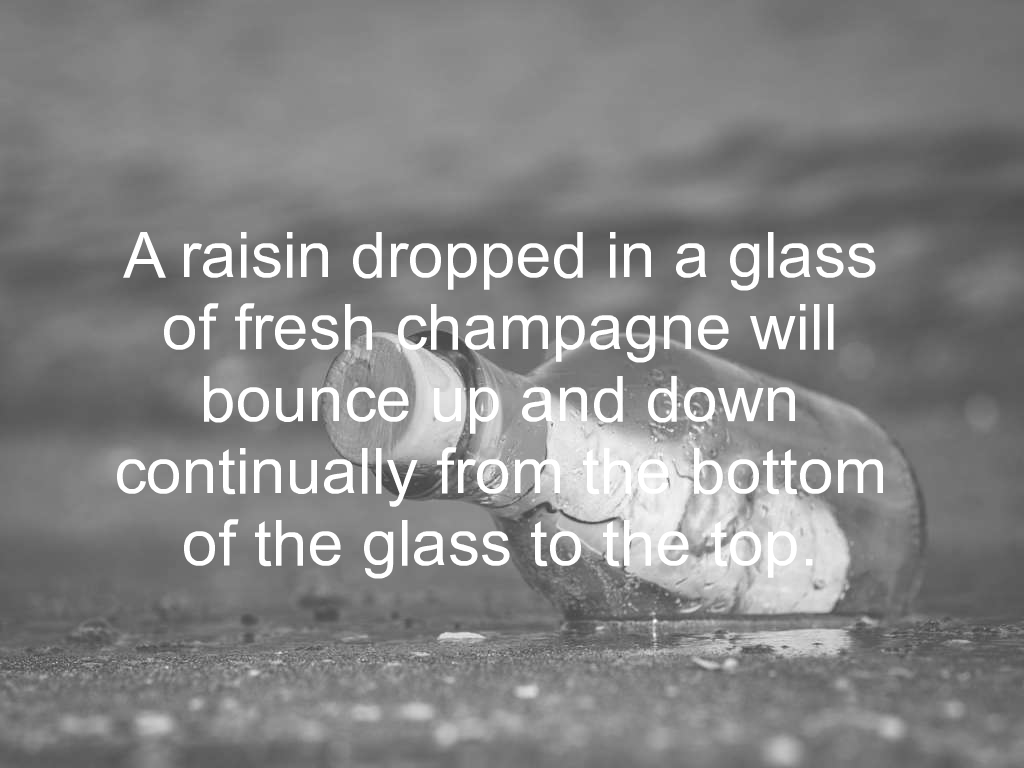 A raisin dropped in a glass
of fresh champagne will
bounce up and down
continually from the bottom
of the glass to the top.